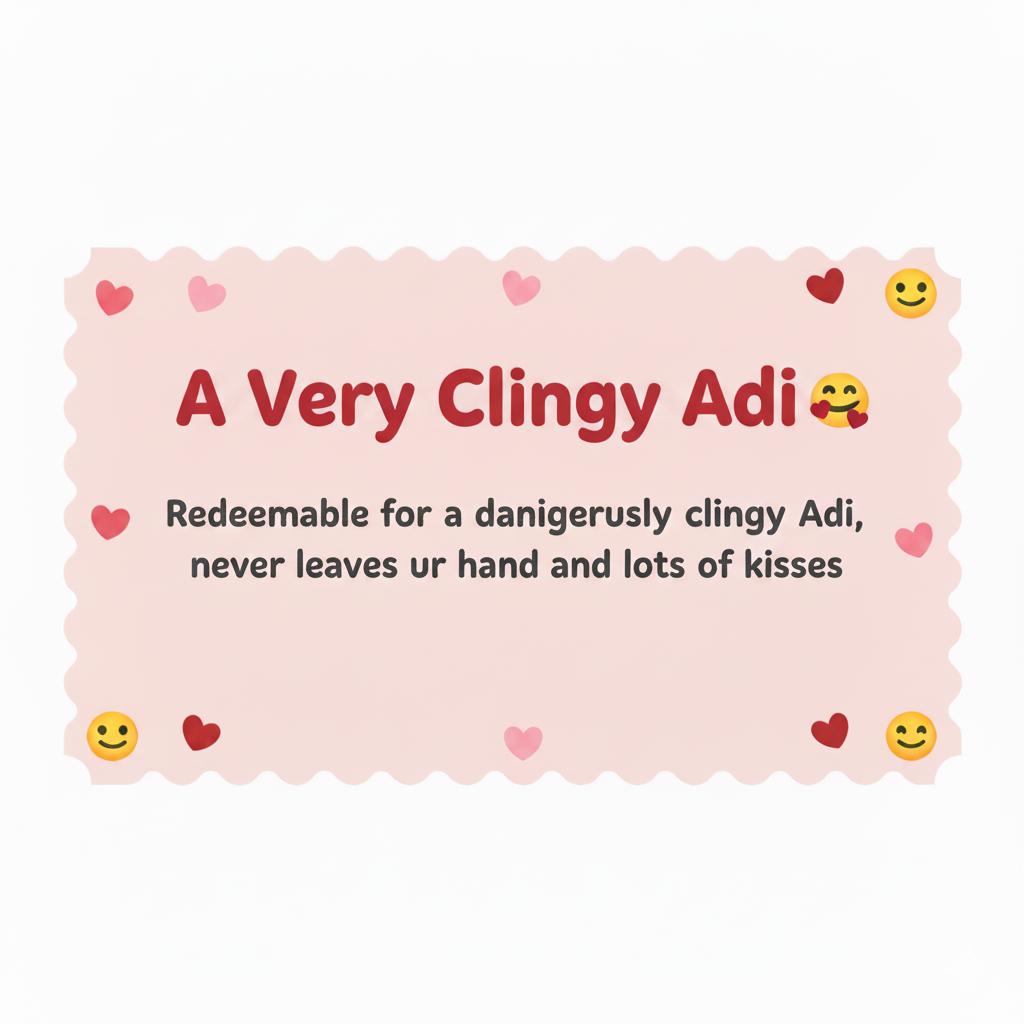 A Very Clingy Adi🥰
Redeemable for a danigerusly clingy Adi,
never leaves ur hand and lots of kisses